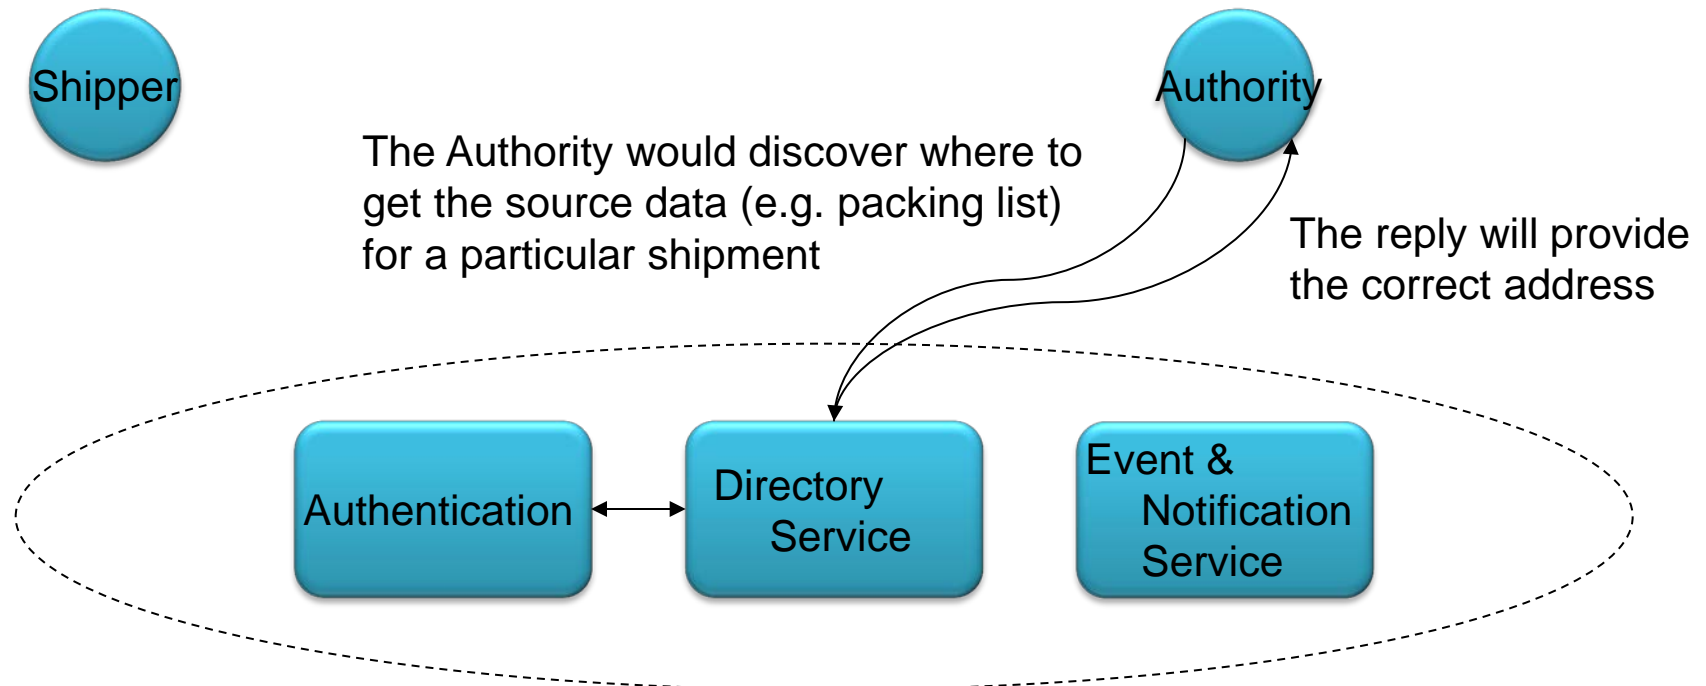 Shipper
Authority
The Authority would discover where to
get the source data (e.g. packing list)
for a particular shipment
The reply will provide
the correct address
Authentication
Directory
Service
Event &
Notification
Service